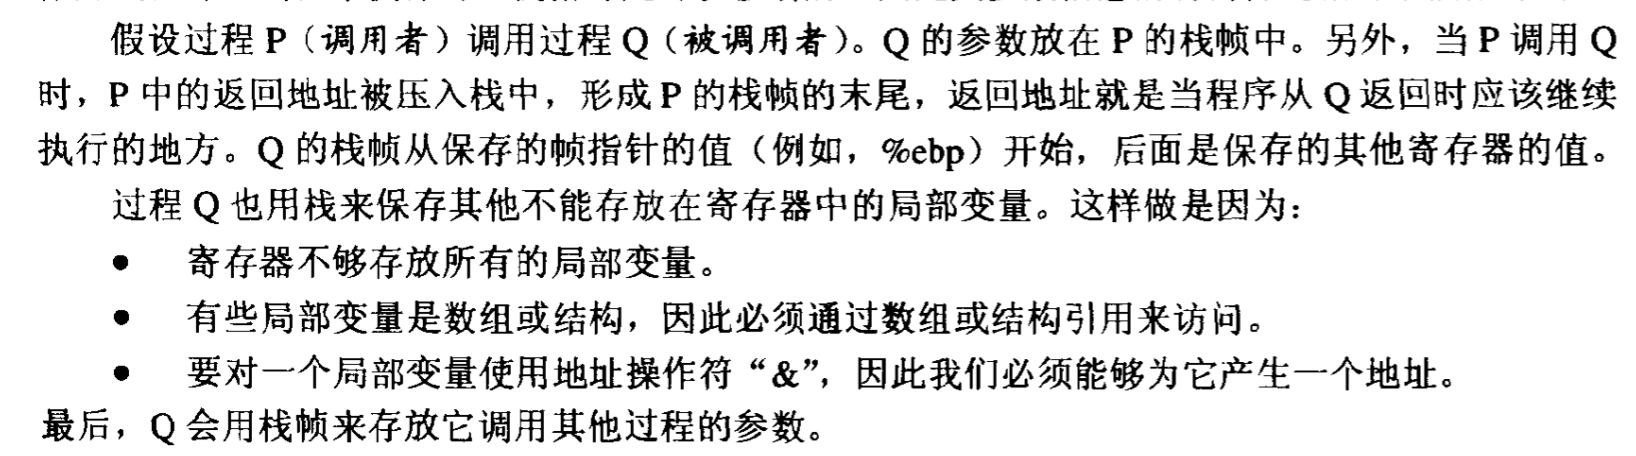 假设过程 P（调用者）调用过程 Q（被调用者）。Q 的参数放在 P 的栈帧中。另外，当 P 调用 Q
时，P 中的返回地址被压入栈中，形成 P 的栈帧的末尾，返回地址就是当程序从 Q 返回时应该继续
执行的地方。Q 的栈帧从保存的帧指针的值（例如，%ebp）开始，后面是保存的其他寄存器的值。
过程 Q 也用栈来保存其他不能存放在寄存器中的局部变量。这样做是因为：
● 寄存器不够存放所有的局部变量。
● 有些局部变量是数组或结构，因此必须通过数组或结构引用来访问。
● 要对一个局部变量使用地址操作符“&”，因此我们必须能够为它产生一个地址。
最后，Q 会用栈帧来存放它调用其他过程的参数。